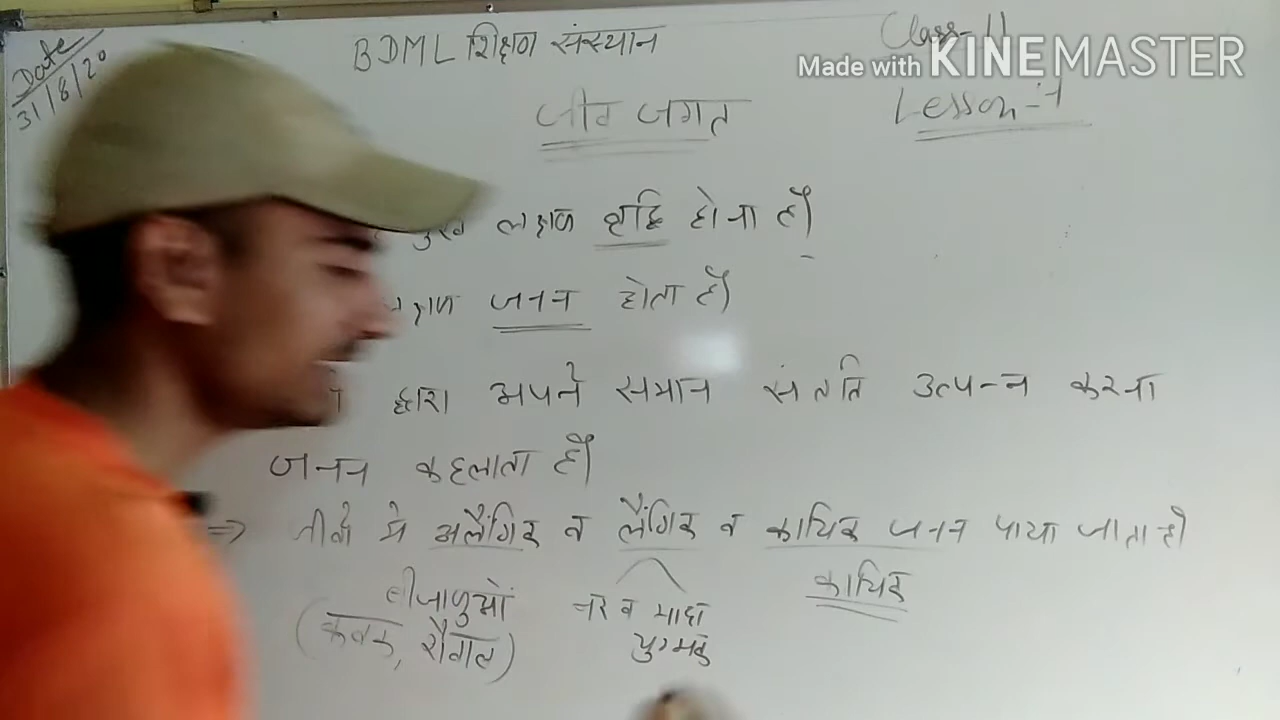 Date
31/8/20
BDML शिक्षण संस्थान
Class-11
Made with KINEMASTER
जीव जगत
Lesson-1
लक्षण वृद्धि होना है।
जनन होता है।
द्वारा अपने समान संतति उत्पन्न करना
जनन कहलाता है।
⇒ जीवो मे अलैंगिक व लैंगिक व कायिक जनन पाया जाता है
बीजाणुओं नर व मादा कायिक
(कवक, शैवाल) युग्मक